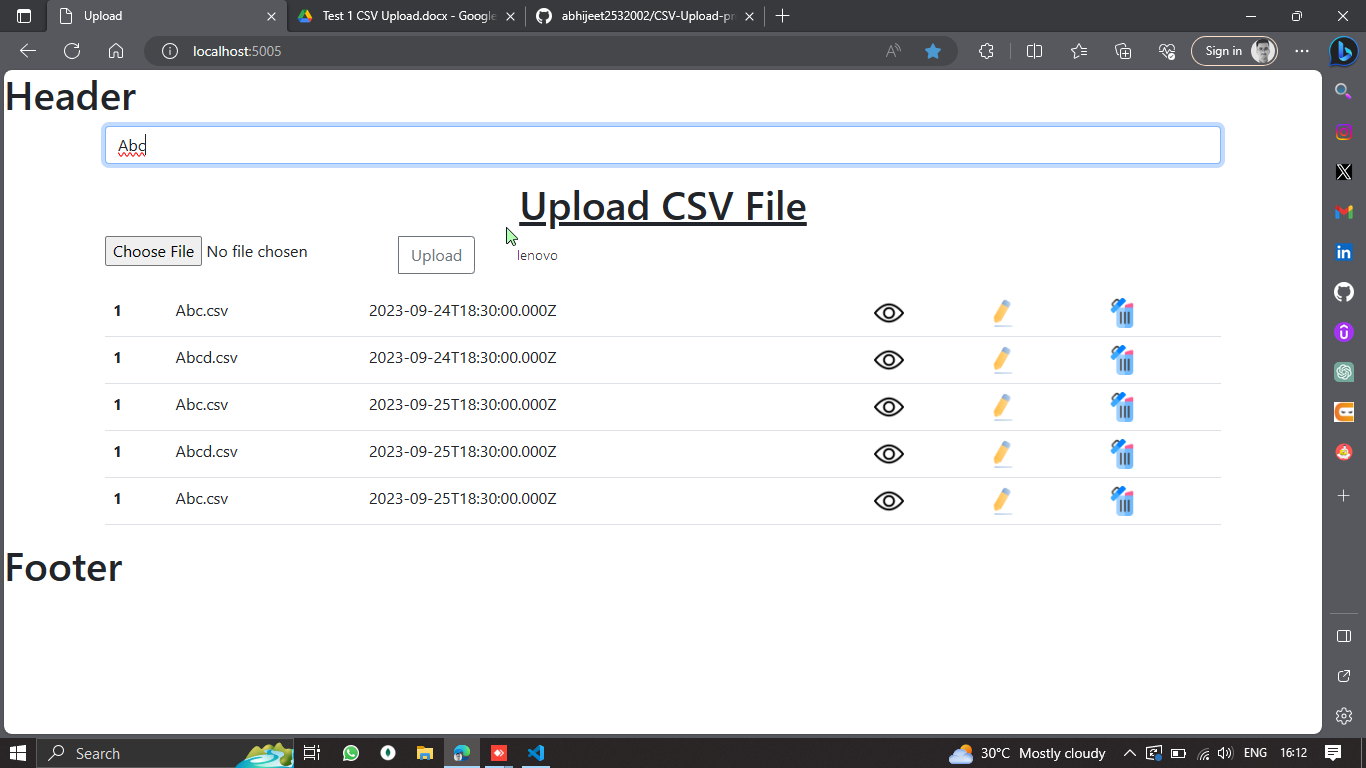 Upload
Test 1 CSV Upload.docx - Google
abhijeet2532002/CSV-Upload-pr
localhost:5005
Sign in
Header
Abc
Upload CSV File
Choose File No file chosen Upload lenovo
1 Abc.csv 2023-09-24T18:30:00.000Z
1 Abcd.csv 2023-09-24T18:30:00.000Z
1 Abc.csv 2023-09-25T18:30:00.000Z
1 Abcd.csv 2023-09-25T18:30:00.000Z
1 Abc.csv 2023-09-25T18:30:00.000Z
Footer
Search
30°C Mostly cloudy ENG 16:12